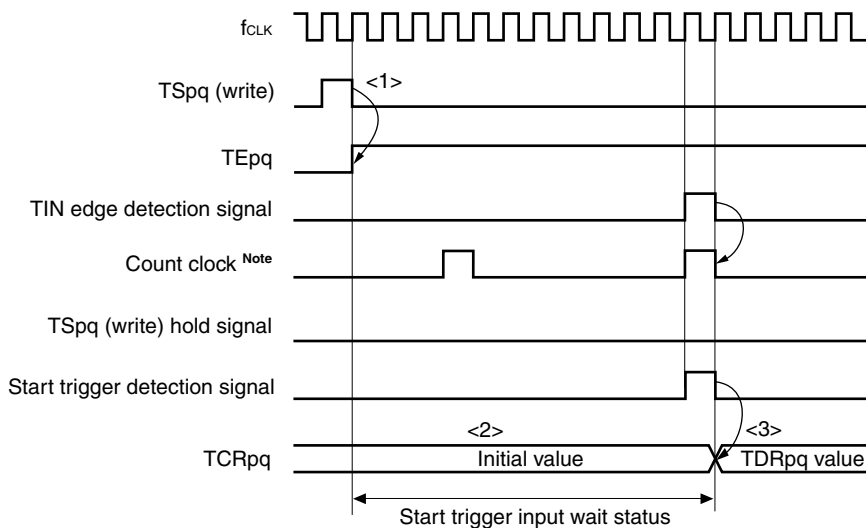 fCLK
TSpq (write)
<1>
TEpq
TIN edge detection signal
Count clock Note
TSpq (write) hold signal
Start trigger detection signal
<2>
<3>
TCRpq
Initial value
TDRpq value
Start trigger input wait status